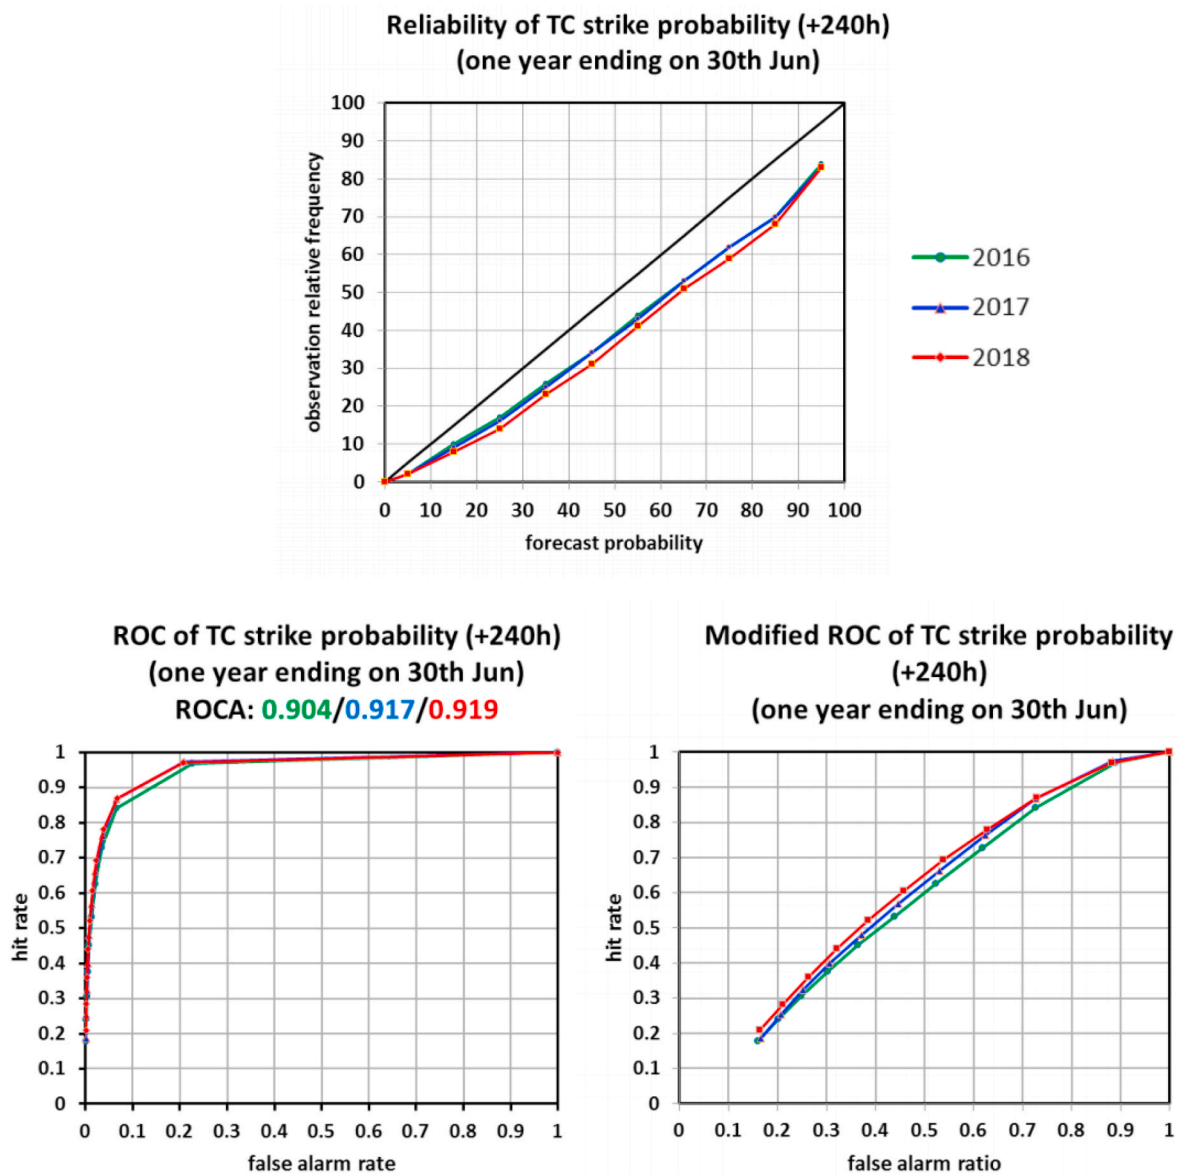 Reliability of TC strike probability (+240h)
(one year ending on 30th Jun)
100
90
80
70
60
50
40
30
20
10
0
observation relative frequency
0 10 20 30 40 50 60 70 80 90 100
forecast probability
2016
2017
2018
ROC of TC strike probability (+240h)
(one year ending on 30th Jun)
ROCA: 0.904/0.917/0.919
1
0.9
0.8
0.7
0.6
0.5
0.4
0.3
0.2
0.1
0
hit rate
0 0.1 0.2 0.3 0.4 0.5 0.6 0.7 0.8 0.9 1
false alarm rate
Modified ROC of TC strike probability
(+240h)
(one year ending on 30th Jun)
1
0.9
0.8
0.7
0.6
0.5
0.4
0.3
0.2
0.1
0
hit rate
0 0.1 0.2 0.3 0.4 0.5 0.6 0.7 0.8 0.9 1
false alarm ratio